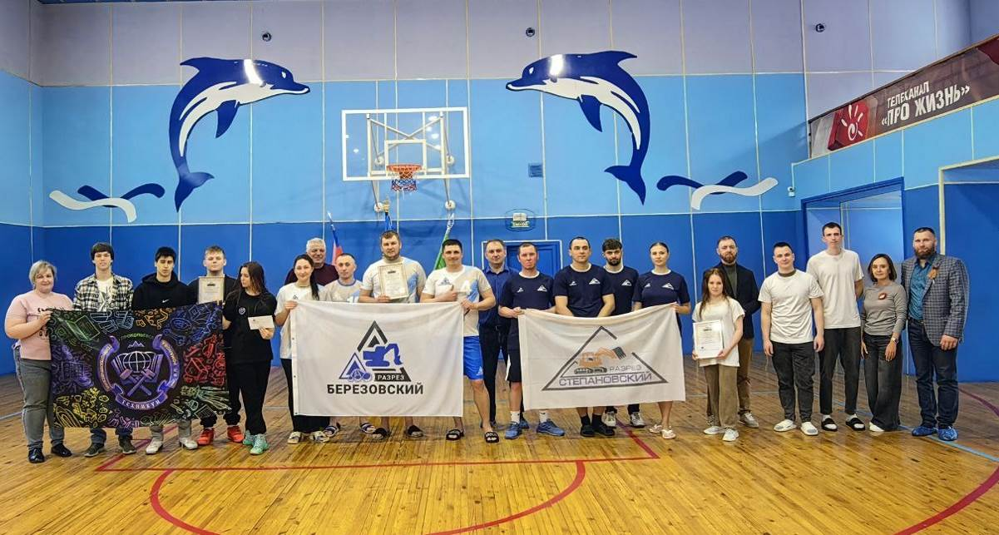 ТЕЛЕКАНАЛ
«ПРО ЖИЗНЬ»
ТЕХНИКУМ
РАЗРЕЗ
БЕРЕЗОВСКИЙ
РАЗРЕЗ
СТЕПАНОВСКИЙ